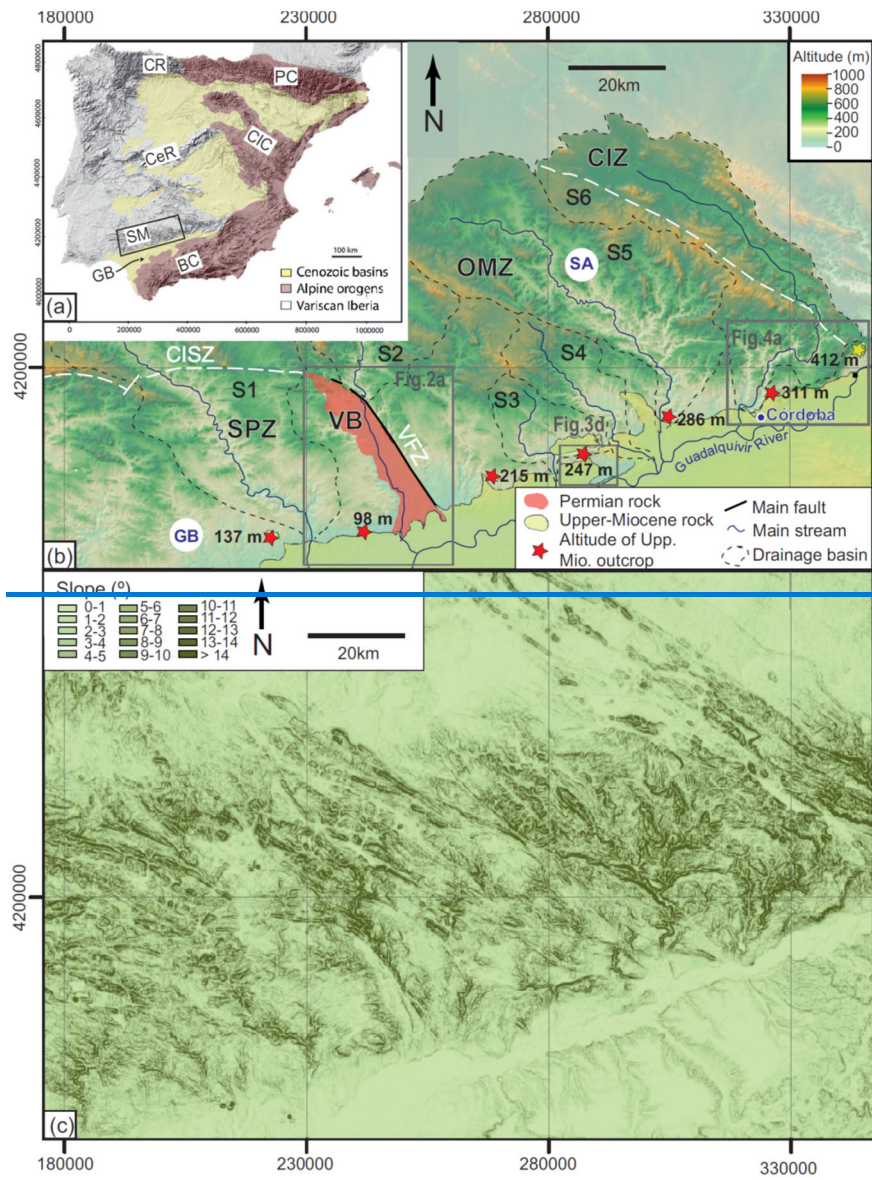 180000 230000 280000 330000
4800000
4600000
4400000
4200000
4000000
CR
PC
CIC
CeR
SM
GB
BC
100 km
Cenozoic basins
Alpine orogens
Variscan Iberia
(a)
0 200000 400000 600000 800000 1000000
N
20km
Altitude (m)
1000
800
600
400
200
0
CIZ
S6
S5
OMZ
SA
4200000
CISZ
S2
S4
Fig.4a
412 m
Fig.2a
S1
S3
311 m
SPZ
VB
286 m
Córdoba
VFZ
Fig.3d
Guadalquivir River
215 m
247 m
GB
137 m
98 m
Permian rock
Upper-Miocene rock
Altitude of Upp.
Mio. outcrop
Main fault
Main stream
Drainage basin
(b)
Slope (º)
0-1 5-6 10-11
1-2 6-7 11-12
2-3 7-8 12-13
3-4 8-9 13-14
4-5 9-10 > 14
N
20km
4200000
(c)
180000 230000 280000 330000